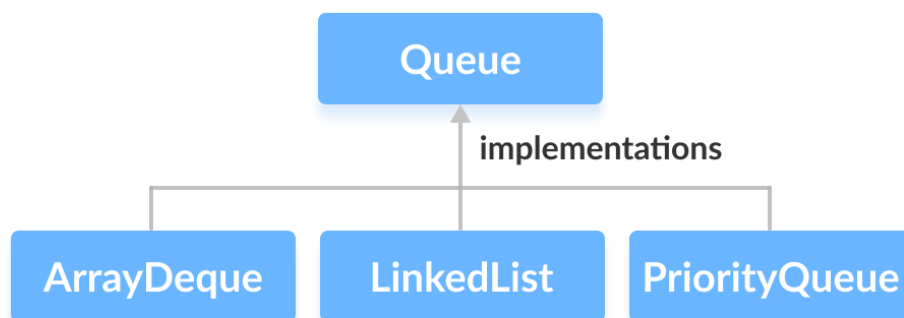 Queue
implementations
ArrayDeque
LinkedList
PriorityQueue